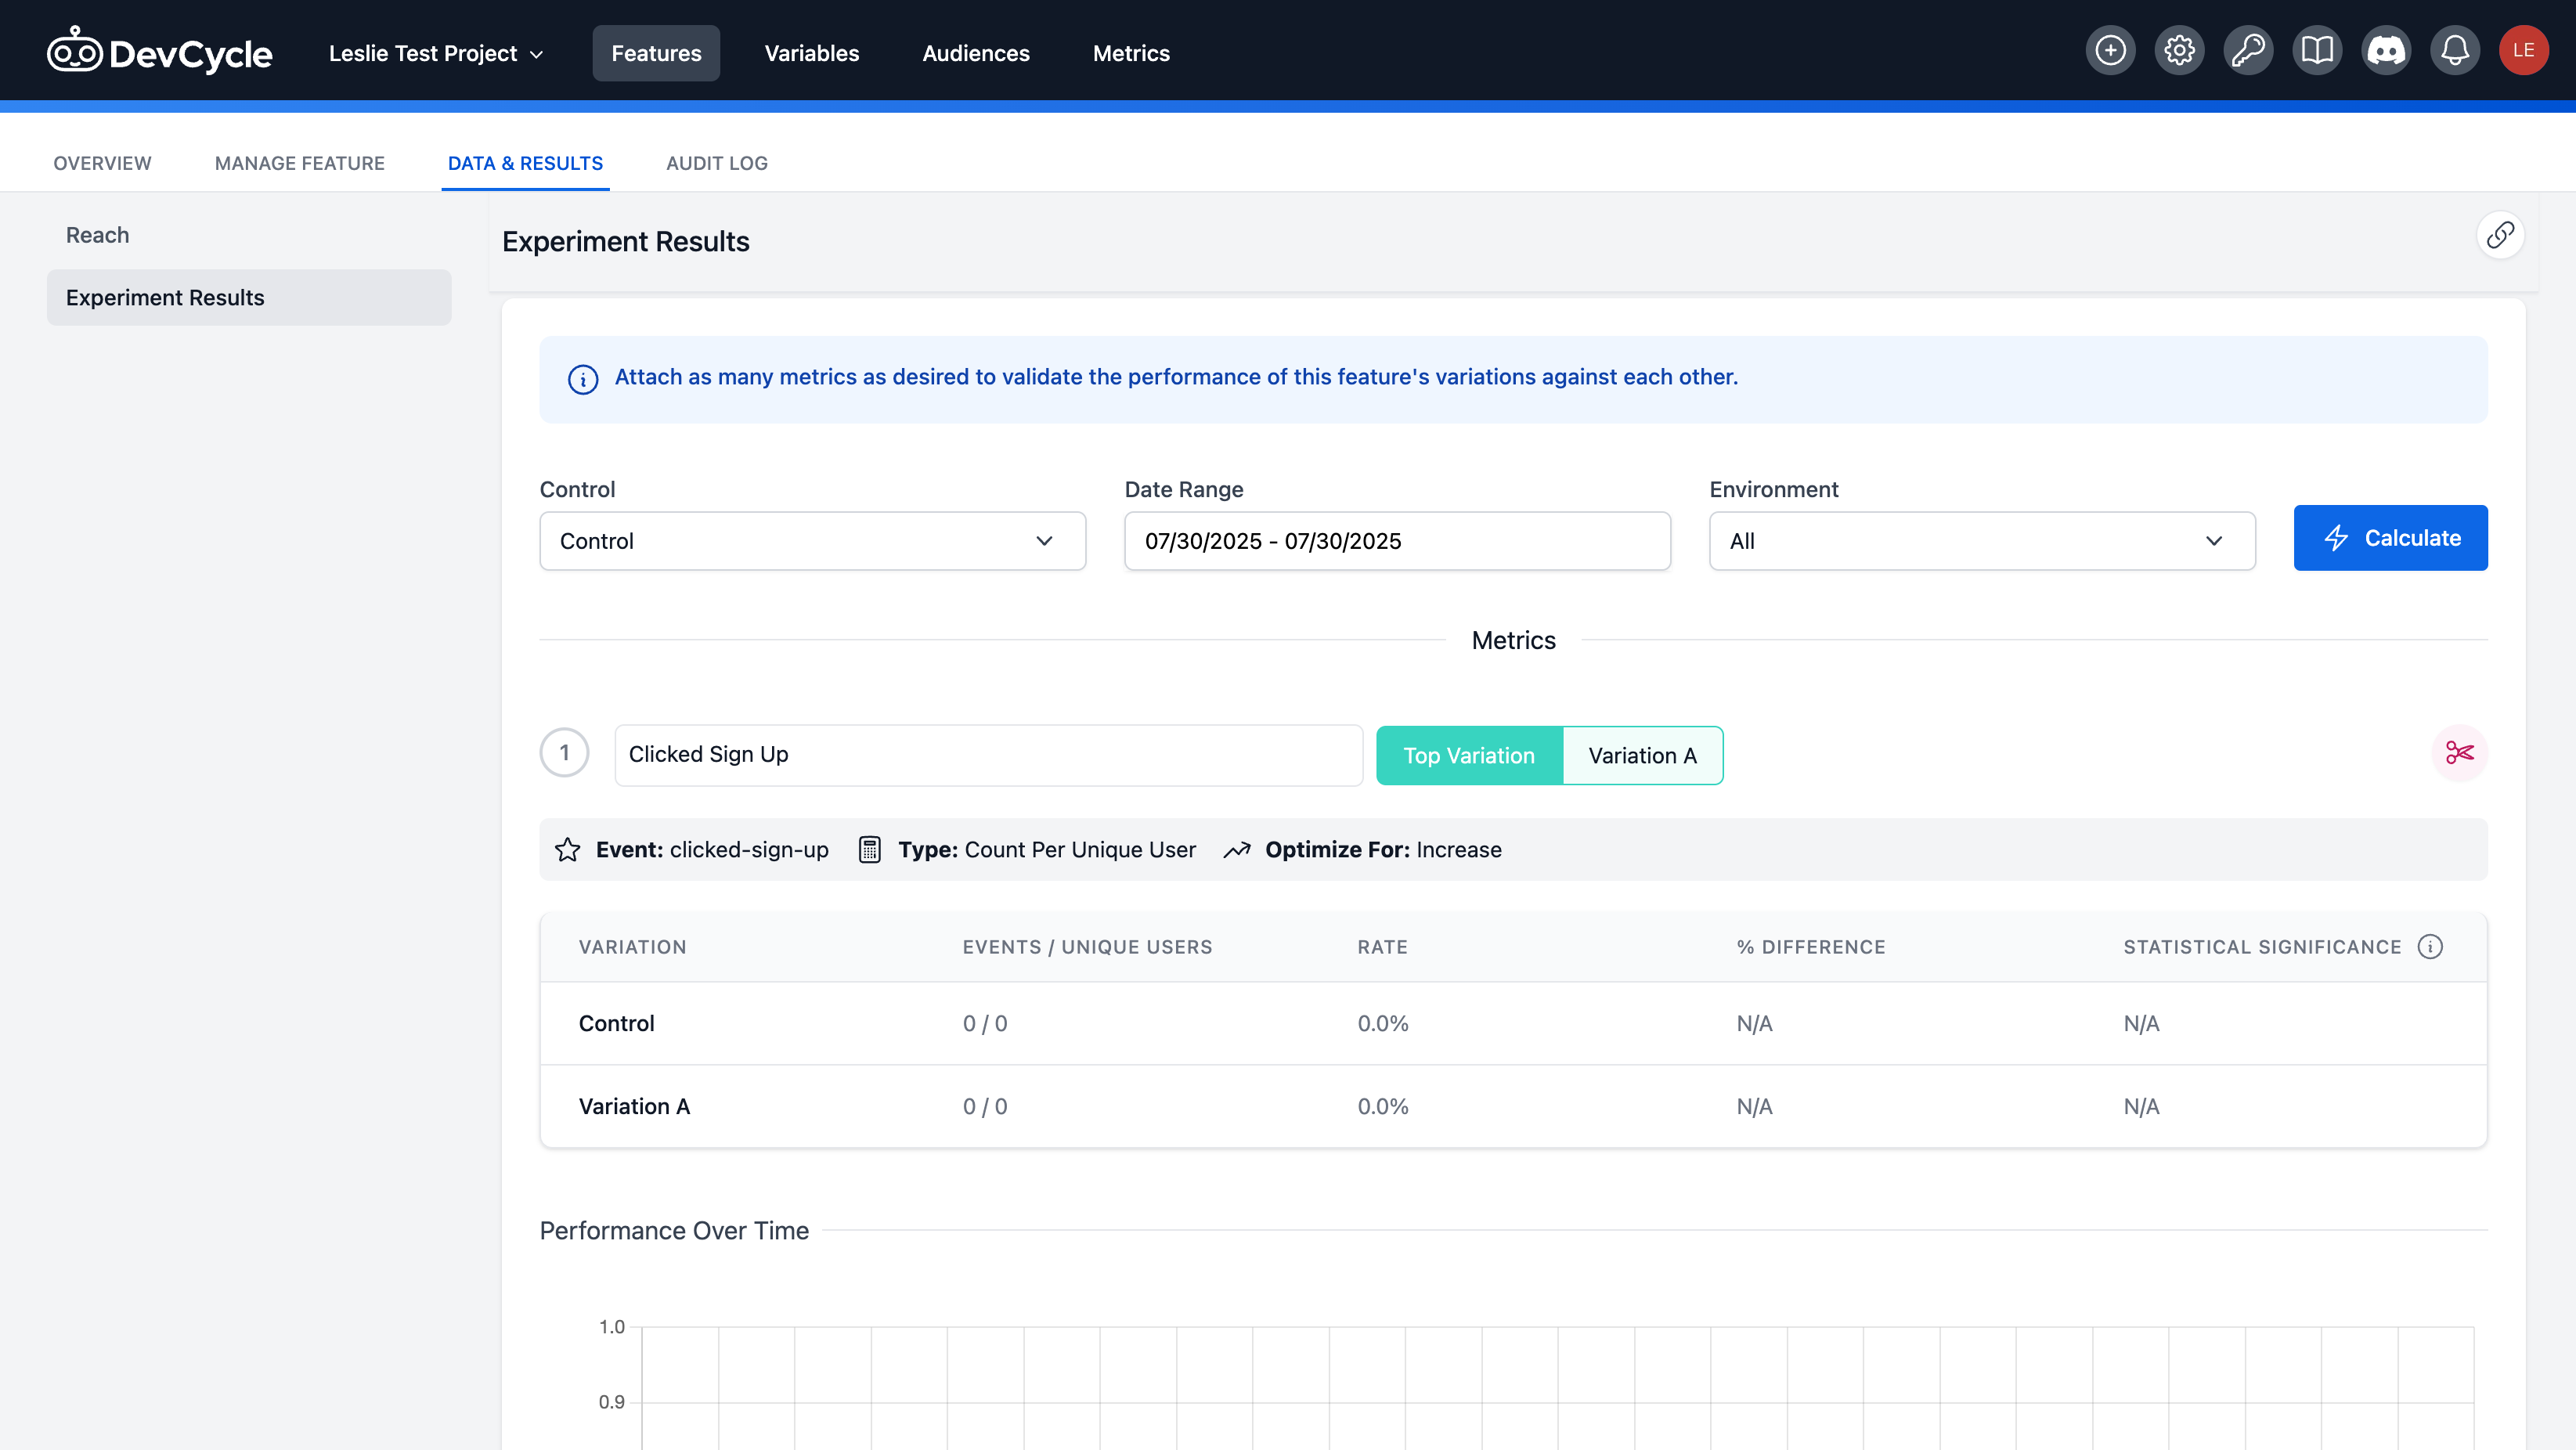 DevCycle
Leslie Test Project
Features
Variables
Audiences
Metrics
LE
OVERVIEW
MANAGE FEATURE
DATA & RESULTS
AUDIT LOG
Reach
Experiment Results
Experiment Results
Attach as many metrics as desired to validate the performance of this feature's variations against each other.
Control
Date Range
Environment
Control
07/30/2025 - 07/30/2025
All
Calculate
Metrics
1
Clicked Sign Up
Top Variation
Variation A
Event: clicked-sign-up
Type: Count Per Unique User
Optimize For: Increase
VARIATION
EVENTS / UNIQUE USERS
RATE
% DIFFERENCE
STATISTICAL SIGNIFICANCE
Control
0 / 0
0.0%
N/A
N/A
Variation A
0 / 0
0.0%
N/A
N/A
Performance Over Time
1.0
0.9